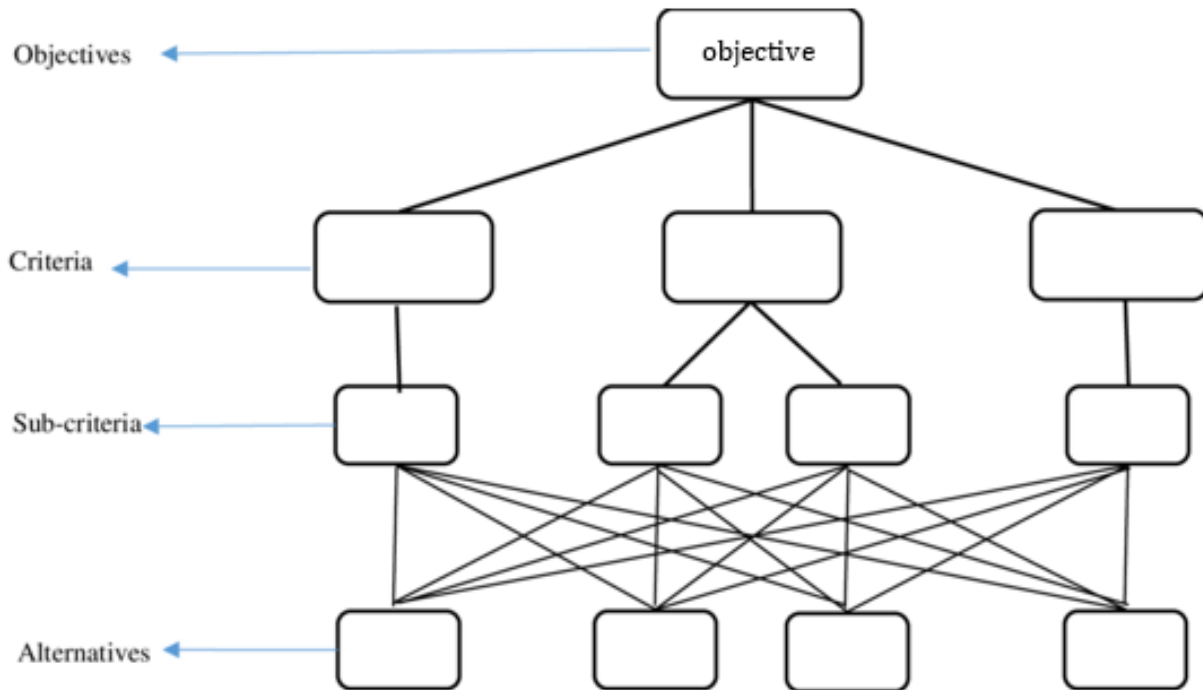 Objectives
objective
Criteria
Sub-criteria
Alternatives